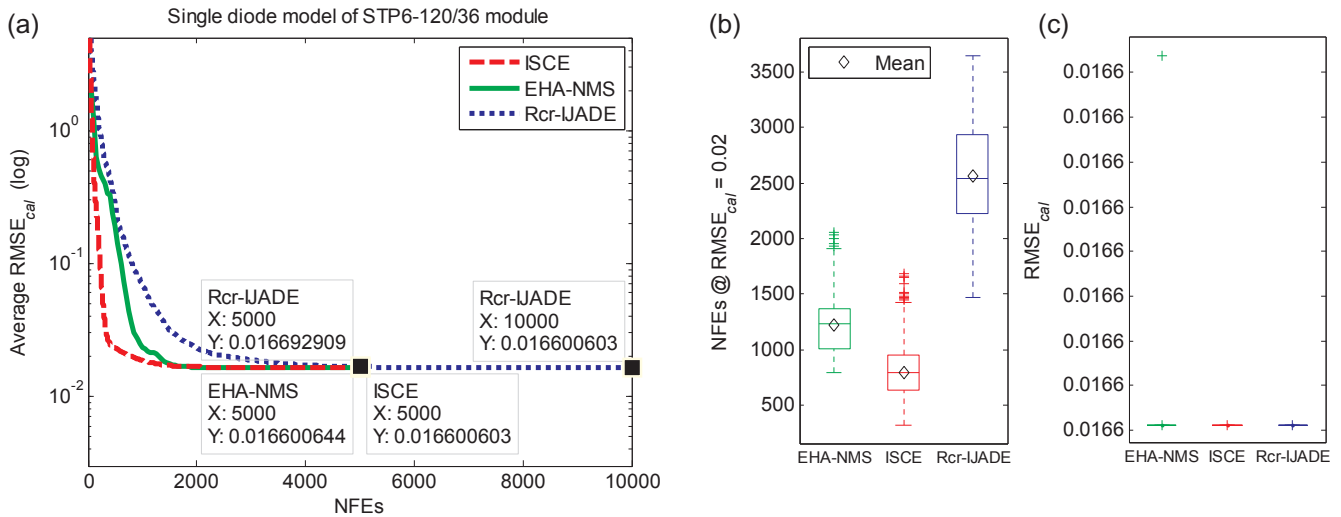 (a)
Single diode model of STP6-120/36 module
ISCE
EHA-NMS
Rcr-IJADE
Average RMSE_cal (log)
10^0
10^-1
10^-2
Rcr-IJADE
X: 5000
Y: 0.016692909
Rcr-IJADE
X: 10000
Y: 0.016600603
EHA-NMS
X: 5000
Y: 0.016600644
ISCE
X: 5000
Y: 0.016600603
0
2000
4000
6000
8000
10000
NFEs
(b)
Mean
NFEs @ RMSE_cal = 0.02
3500
3000
2500
2000
1500
1000
500
EHA-NMS
ISCE
Rcr-IJADE
(c)
RMSE_cal
0.0166
0.0166
0.0166
0.0166
0.0166
0.0166
0.0166
0.0166
0.0166
EHA-NMS
ISCE
Rcr-IJADE